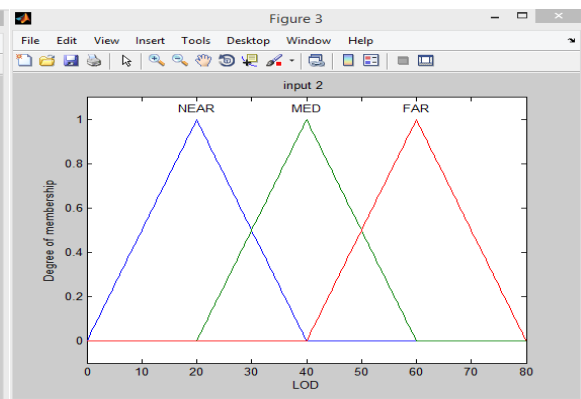 Figure 3
File Edit View Insert Tools Desktop Window Help
input 2
NEAR MED FAR
Degree of membership
1
0.8
0.6
0.4
0.2
0
0 10 20 30 40 50 60 70 80
LOD